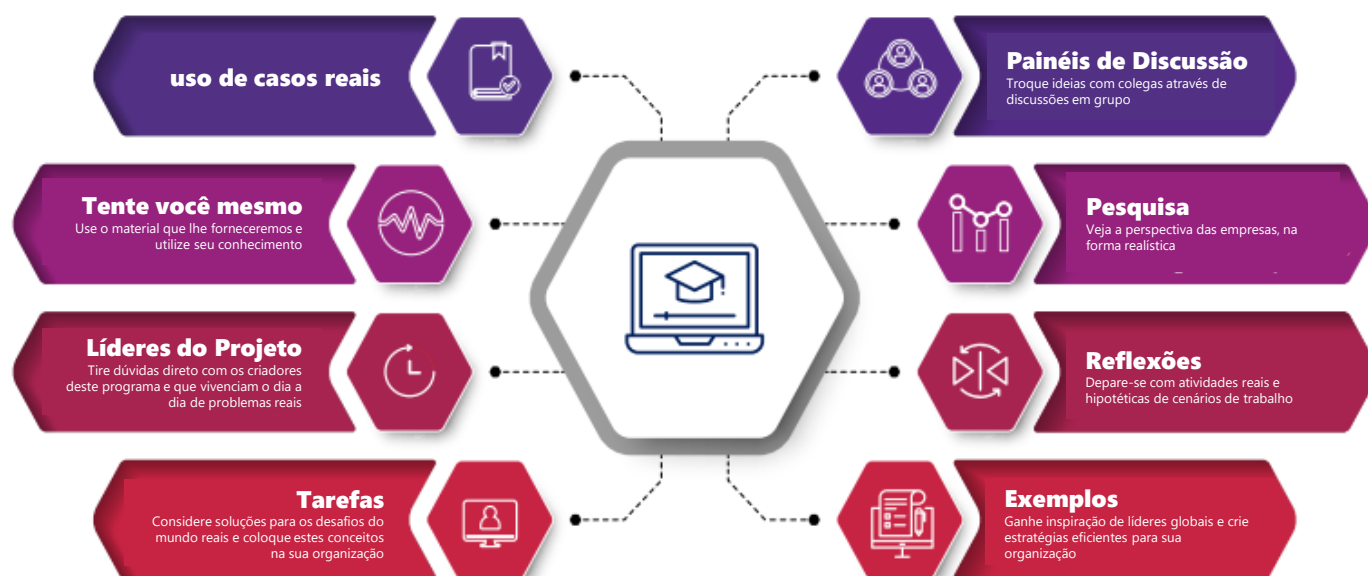 uso de casos reais
Painéis de Discussão
Troque ideias com colegas através de
discussões em grupo
Tente você mesmo
Use o material que lhe forneceremos e
utilize seu conhecimento
Pesquisa
Veja a perspectiva das empresas, na
forma realística
Líderes do Projeto
Tire dúvidas direto com os criadores
deste programa e que vivenciam o dia a
dia de problemas reais
Reflexões
Depare-se com atividades reais e
hipotéticas de cenários de trabalho
Tarefas
Considere soluções para os desafios do
mundo reais e coloque estes conceitos
na sua organização
Exemplos
Ganhe inspiração de líderes globais e crie
estratégias eficientes para sua
organização